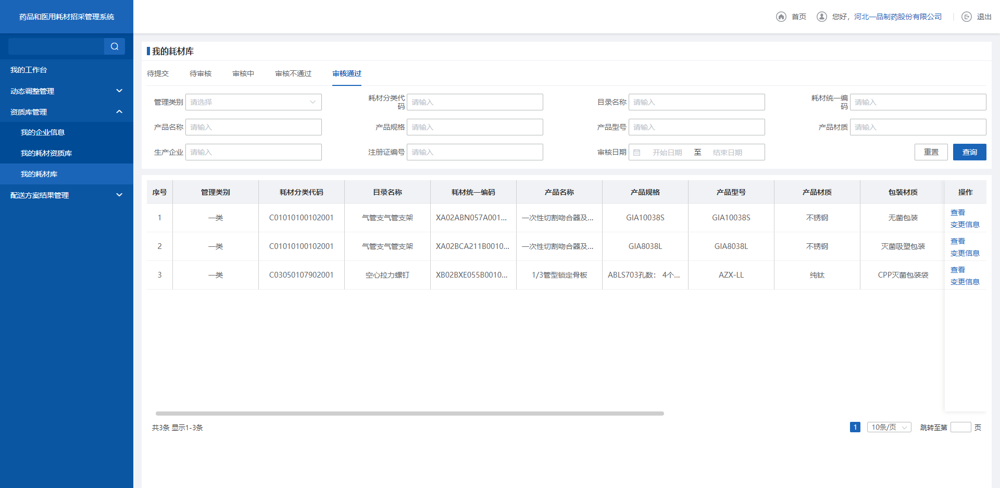 药品和医用耗材招采管理系统
首页
您好，河北一品制药股份有限公司
退出
我的工作台
动态调整管理
资质库管理
我的企业信息
我的耗材资质库
我的耗材库
配送方案结果管理
我的耗材库
待提交 待审核 审核中 审核不通过 审核通过
管理类别 请选择 耗材分类代码 请输入 目录名称 请输入 耗材统一编码 请输入
产品名称 请输入 产品规格 请输入 产品型号 请输入 产品材质 请输入
生产企业 请输入 注册证编号 请输入 审核日期 开始日期 至 结束日期 重置 查询
序号 管理类别 耗材分类代码 目录名称 耗材统一编码 产品名称 产品规格 产品型号 产品材质 包装材质 操作
1 一类 C01010100102001 气管支气管支架 XA02ABN057A001... 一次性切割吻合器及... GIA10038S GIA10038S 不锈钢 无菌包装 查看 变更信息
2 一类 C01010100102001 气管支气管支架 XA02BCA211B0010... 一次性切割吻合器及... GIA8038L GIA8038L 不锈钢 灭菌吸塑包装 查看 变更信息
3 一类 C03050107902001 空心拉力螺钉 XB02BXE055B0010... 1/3管型锁定骨板 ABLS703孔数： 4个... AZX-LL 纯钛 CPP灭菌包装袋 查看 变更信息
共3条 显示1-3条 1 10条/页 跳转至第 页